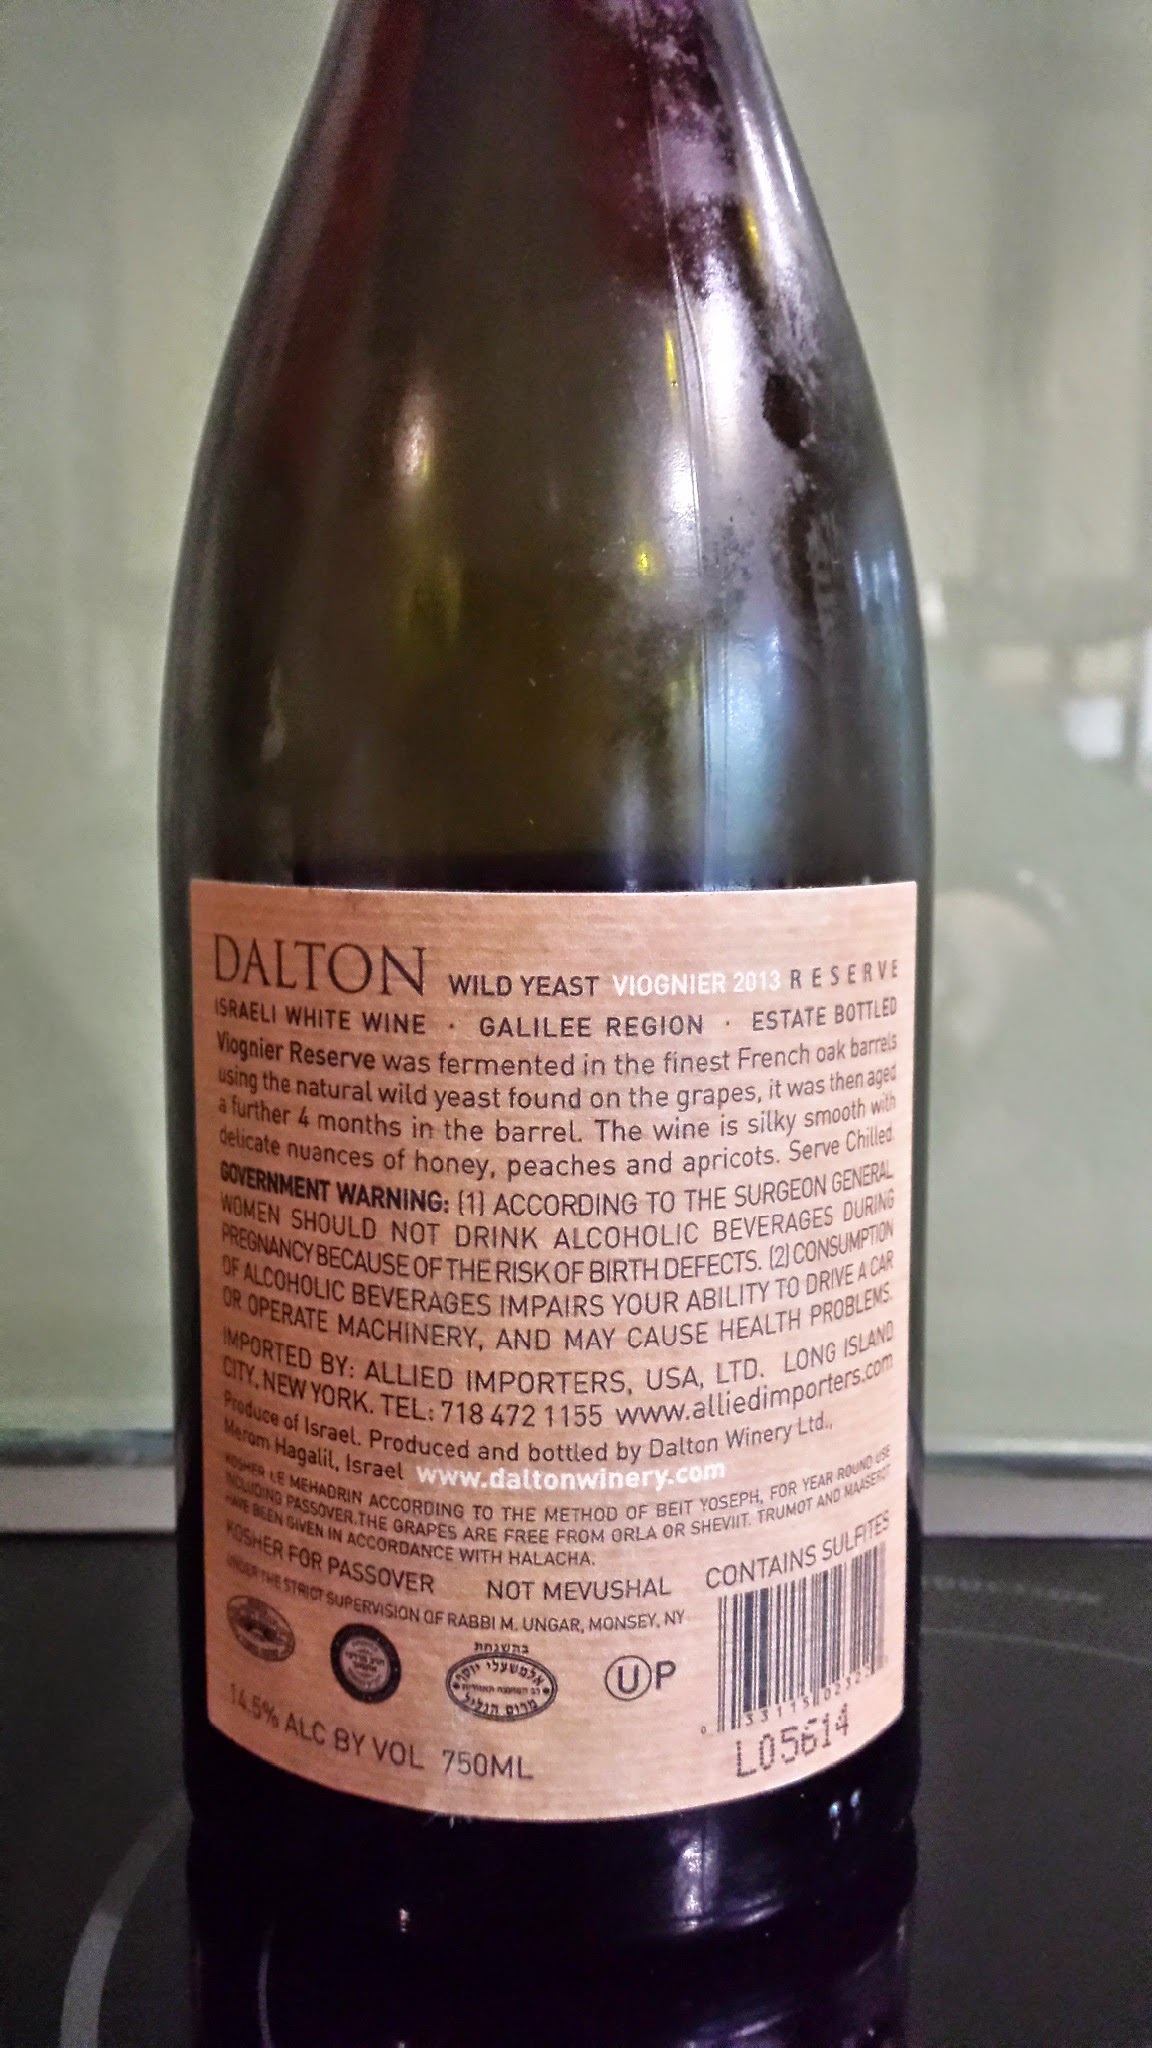 DALTON WILD YEAST VIOGNIER 2013 RESERVE
ISRAELI WHITE WINE · GALILEE REGION · ESTATE BOTTLED
Viognier Reserve was fermented in the finest French oak barrels
using the natural wild yeast found on the grapes, it was then aged
a further 4 months in the barrel. The wine is silky smooth with
delicate nuances of honey, peaches and apricots. Serve Chilled.
GOVERNMENT WARNING: (1) ACCORDING TO THE SURGEON GENERAL
WOMEN SHOULD NOT DRINK ALCOHOLIC BEVERAGES DURING
PREGNANCY BECAUSE OF THE RISK OF BIRTH DEFECTS. (2) CONSUMPTION
OF ALCOHOLIC BEVERAGES IMPAIRS YOUR ABILITY TO DRIVE A CAR
OR OPERATE MACHINERY, AND MAY CAUSE HEALTH PROBLEMS.
IMPORTED BY: ALLIED IMPORTERS, USA, LTD. LONG ISLAND
CITY, NEW YORK. TEL: 718 472 1155 www.alliedimporters.com
Produce of Israel. Produced and bottled by Dalton Winery Ltd.,
Merom Hagalil, Israel www.daltonwinery.com
KOSHER LE MEHADRIN ACCORDING TO THE METHOD OF BEIT YOSEPH, FOR YEAR ROUND USE
INCLUDING PASSOVER. THE GRAPES ARE FREE FROM ORLA OR SHEVIIT. TRUMOT AND MAASEROT
HAVE BEEN GIVEN IN ACCORDANCE WITH HALACHA.
KOSHER FOR PASSOVER NOT MEVUSHAL CONTAINS SULFITES
UNDER THE STRICT SUPERVISION OF RABBI M. UNGAR, MONSEY, NY
בהשגחת
מרום הגליל
U P
14.5% ALC BY VOL 750ML
L05614